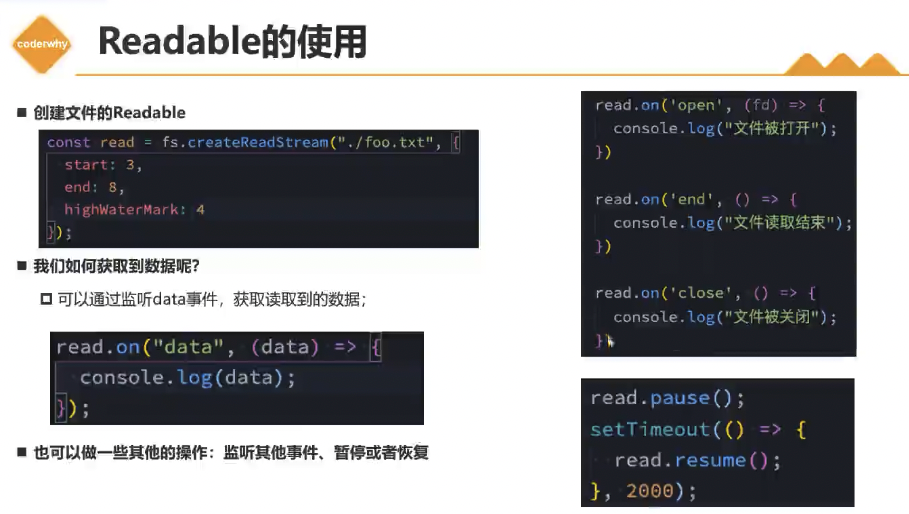 coderwhy
Readable的使用
■ 创建文件的Readable
const read = fs.createReadStream("./foo.txt", {
  start: 3,
  end: 8,
  highWaterMark: 4
});
■ 我们如何获取到数据呢？
可以通过监听data事件，获取读取到的数据；
read.on("data", (data) => {
  console.log(data);
});
■ 也可以做一些其他的操作：监听其他事件、暂停或者恢复
read.on('open', (fd) => {
  console.log("文件被打开");
})
read.on('end', () => {
  console.log("文件读取结束");
})
read.on('close', () => {
  console.log("文件被关闭");
})
read.pause();
setTimeout(() => {
  read.resume();
}, 2000);